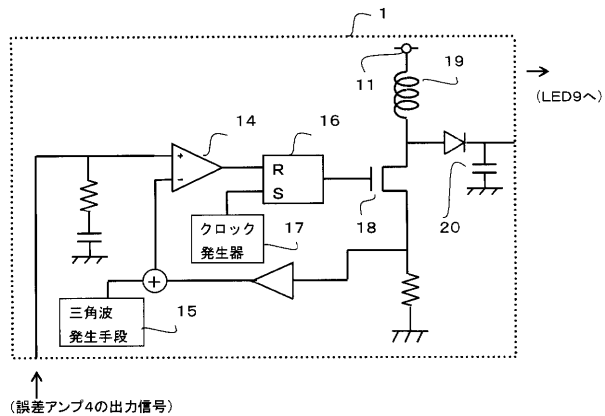 1
11
19
(LED9へ)
14
16
+
-
R
S
18
20
クロック
発生器
17
+
三角波
発生手段
15
(誤差アンプ4の出力信号)